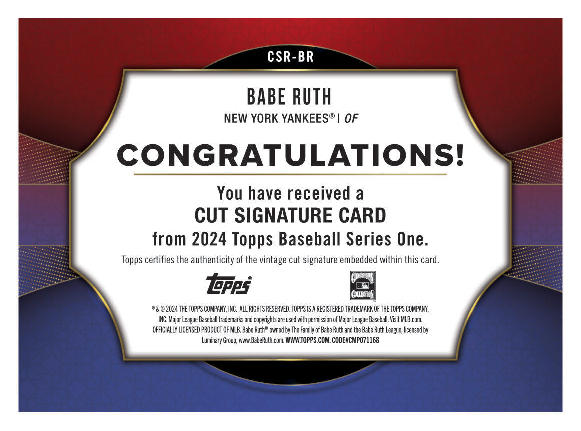 CSR-BR
BABE RUTH
NEW YORK YANKEES® | OF
CONGRATULATIONS!
You have received a
CUT SIGNATURE CARD
from 2024 Topps Baseball Series One.
Topps certifies the authenticity of the vintage cut signature embedded within this card.
Topps
COOPERSTOWN COLLECTION
® & © 2024 THE TOPPS COMPANY, INC. ALL RIGHTS RESERVED. TOPPS IS A REGISTERED TRADEMARK OF THE TOPPS COMPANY,
INC. Major League Baseball trademarks and copyrights are used with permission of Major League Baseball. Visit MLB.com.
OFFICIALLY LICENSED PRODUCT OF MLB. Babe Ruth® owned by The Family of Babe Ruth and the Babe Ruth League, licensed by
Luminary Group, www.BabeRuth.com. WWW.TOPPS.COM. CODE#CMP071168